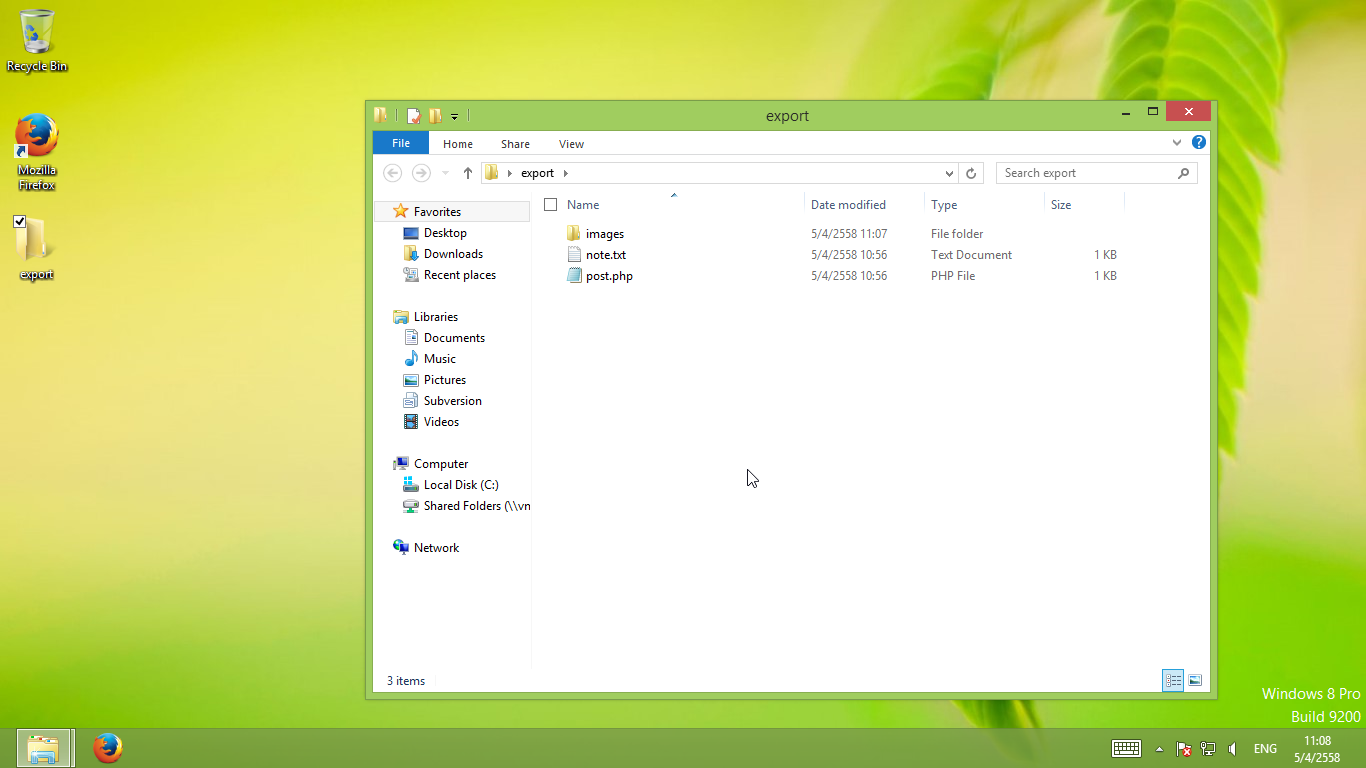 Recycle Bin
Mozilla
Firefox
export
export
File
Home
Share
View
export
Search export
Name
Date modified
Type
Size
Favorites
Desktop
Downloads
Recent places
Libraries
Documents
Music
Pictures
Subversion
Videos
Computer
Local Disk (C:)
Shared Folders (\\vn
Network
images 5/4/2558 11:07 File folder
note.txt 5/4/2558 10:56 Text Document 1 KB
post.php 5/4/2558 10:56 PHP File 1 KB
3 items
Windows 8 Pro
Build 9200
ENG
11:08
5/4/2558